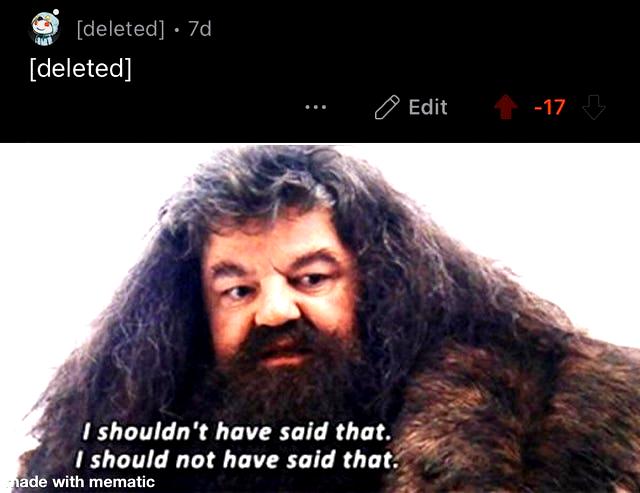 [deleted] • 7d
[deleted]
... Edit -17
I shouldn't have said that.
I should not have said that.
made with mematic